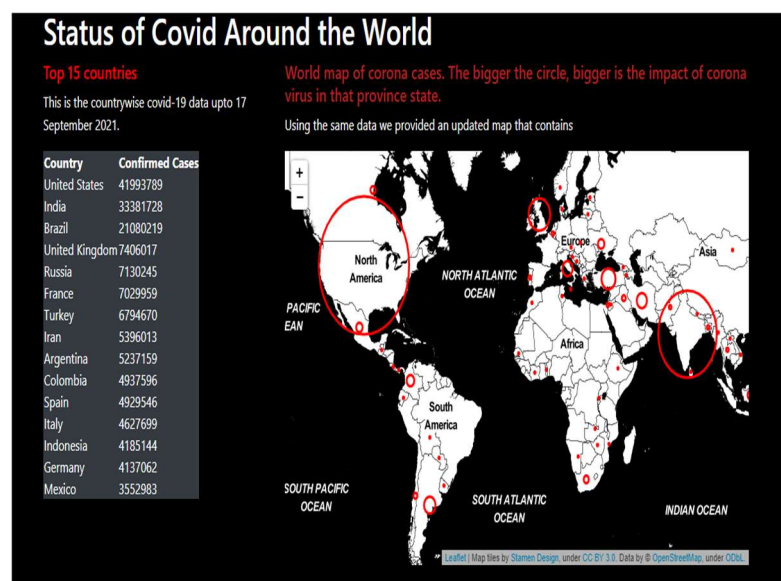 Status of Covid Around the World
Top 15 countries
This is the countrywise covid-19 data upto 17
September 2021.
Country Confirmed Cases
United States 41993789
India 33381728
Brazil 21080219
United Kingdom 7406017
Russia 7130245
France 7029959
Turkey 6794670
Iran 5396013
Argentina 5237159
Colombia 4937596
Spain 4929546
Italy 4627699
Indonesia 4185144
Germany 4137062
Mexico 3552983
World map of corona cases. The bigger the circle, bigger is the impact of corona
virus in that province state.
Using the same data we provided an updated map that contains
+
−
North
America
NORTH ATLANTIC
OCEAN
Europe
Asia
PACIFIC
EAN
Africa
South
America
SOUTH PACIFIC
OCEAN
SOUTH ATLANTIC
OCEAN
INDIAN OCEAN
Leaflet | Map tiles by Stamen Design, under CC BY 3.0. Data by © OpenStreetMap, under ODbL.